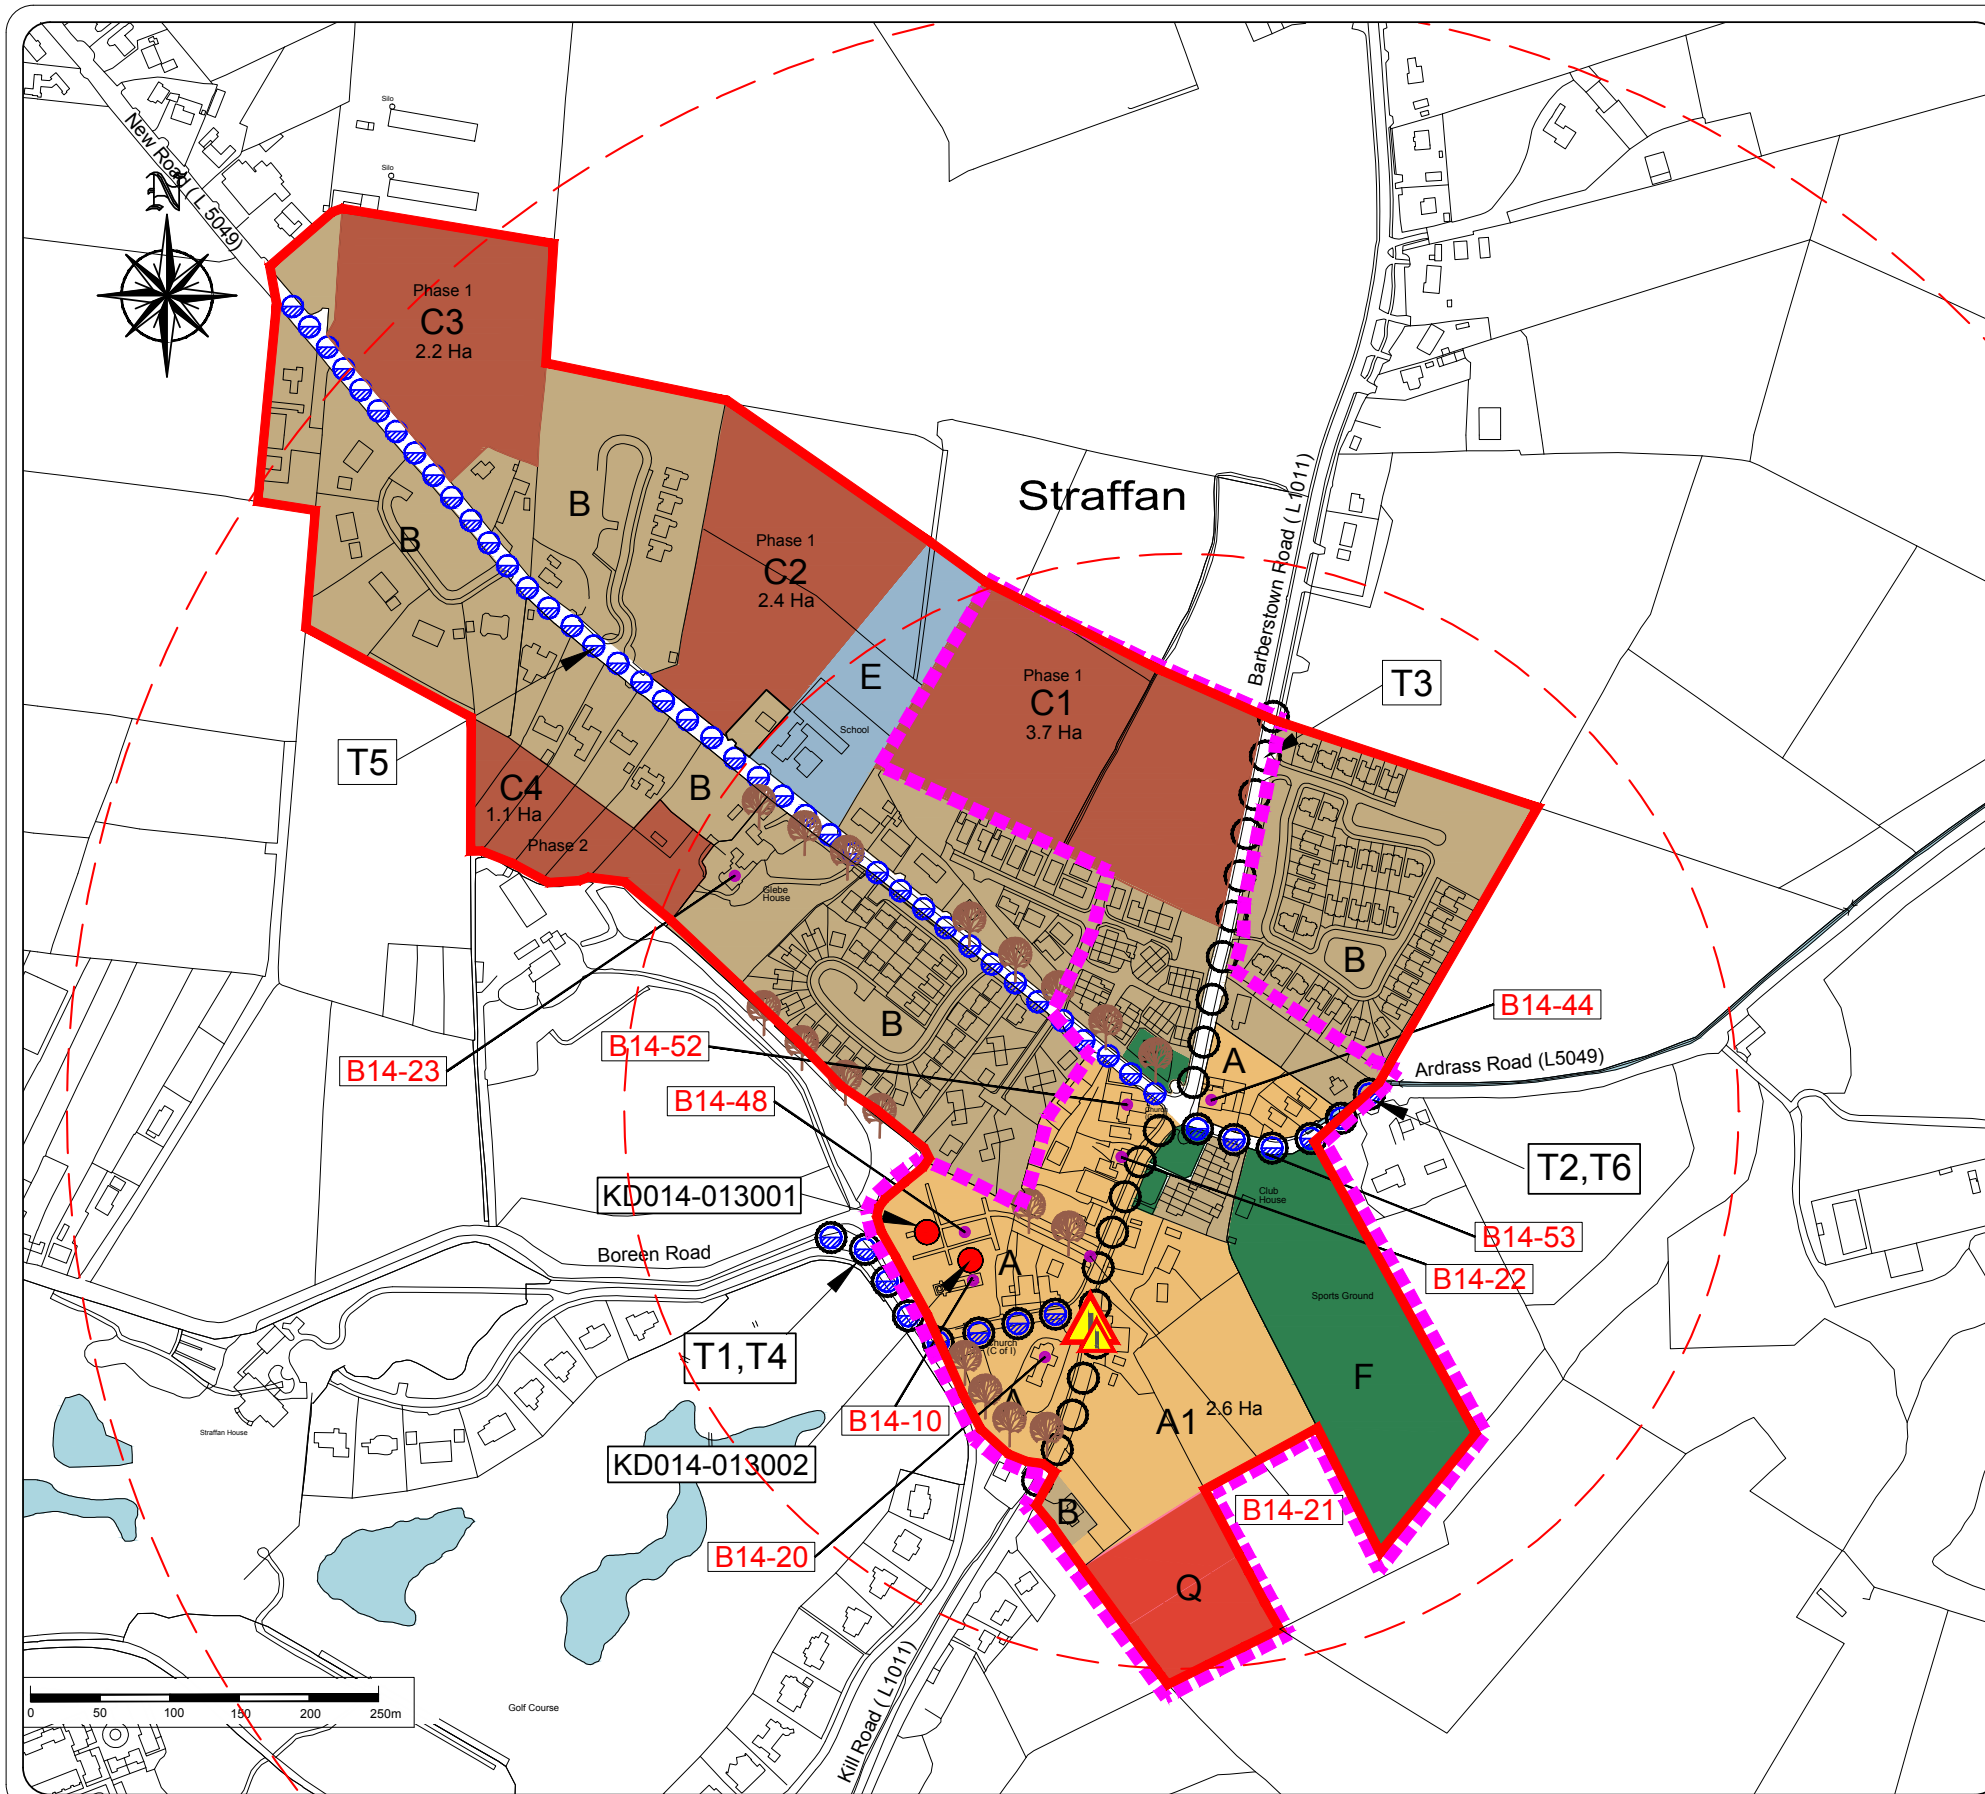 Silo
Silo
New Road ( L 5049)
N
Phase 1
C3
2.2 Ha
B
B
Straffan
Barberstown Road ( L 1011)
Phase 1
C2
2.4 Ha
E
School
Phase 1
C1
3.7 Ha
T3
T5
C4
1.1 Ha
Phase 2
B
Glebe
House
B
B
B14-23
B14-52
B14-48
B14-44
A
Ardrass Road (L5049)
Church
T2,T6
KD014-013001
Club
House
B14-53
B14-22
Boreen Road
A
Sports Ground
T1,T4
Church
(C of I)
A
F
A1
2.6 Ha
B14-10
Straffan House
KD014-013002
B14-21
B
B14-20
Q
Kill Road ( L1011)
Golf Course
0 50 100 150 200 250m